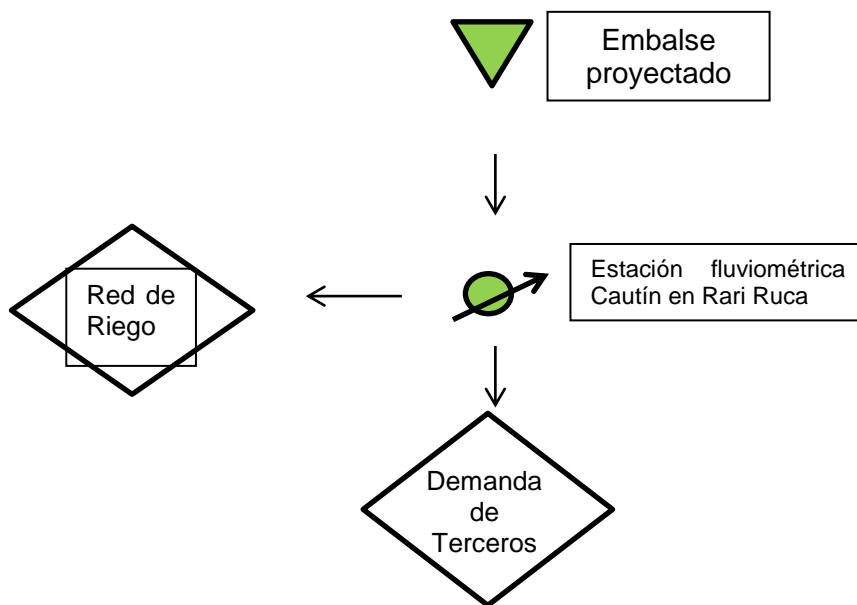 Embalse
proyectado
Estación fluviométrica
Cautín en Rari Ruca
Red de
Riego
Demanda
de
Terceros